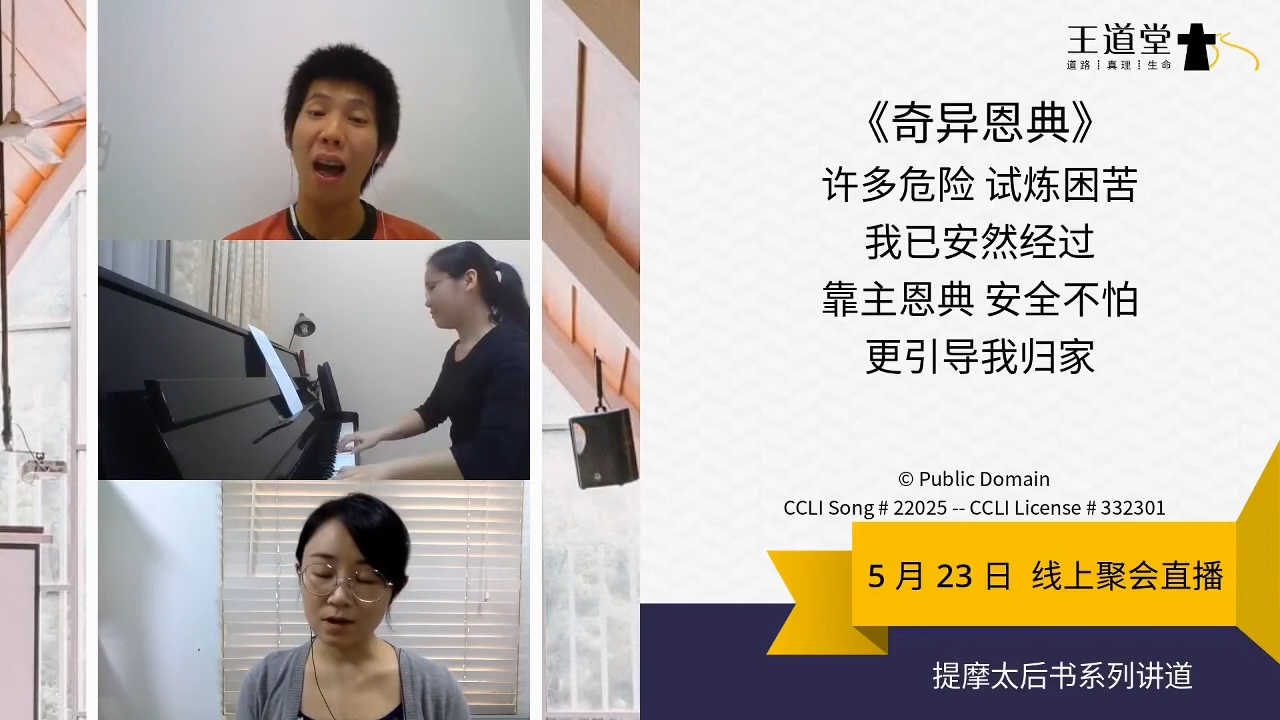 王道堂
道路┆真理┆生命
《奇异恩典》
许多危险 试炼困苦
我已安然经过
靠主恩典 安全不怕
更引导我归家
© Public Domain
CCLI Song # 22025 -- CCLI License # 332301
5 月 23 日 线上聚会直播
提摩太后书系列讲道